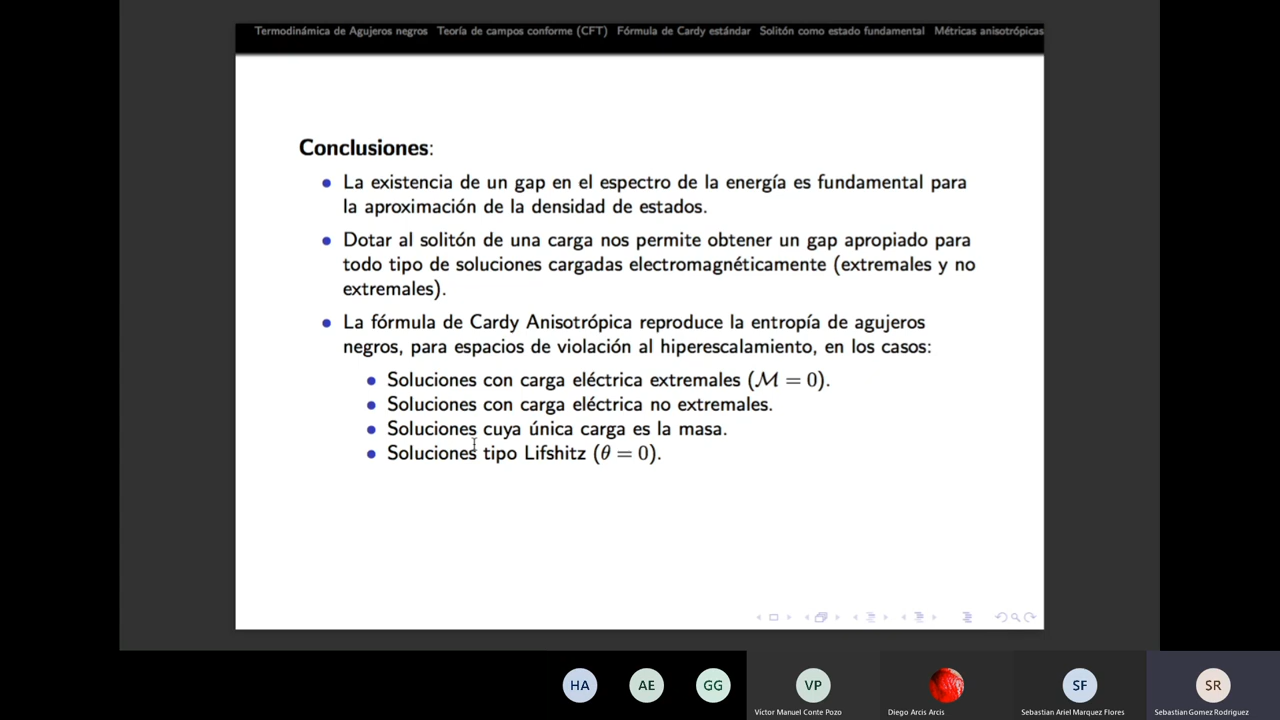 Termodinámica de Agujeros negros Teoría de campos conforme (CFT) Fórmula de Cardy estándar Solitón como estado fundamental Métricas anisotrópicas
Conclusiones:
• La existencia de un gap en el espectro de la energía es fundamental para
la aproximación de la densidad de estados.
• Dotar al solitón de una carga nos permite obtener un gap apropiado para
todo tipo de soluciones cargadas electromagnéticamente (extremales y no
extremales).
• La fórmula de Cardy Anisotrópica reproduce la entropía de agujeros
negros, para espacios de violación al hiperescalamiento, en los casos:
• Soluciones con carga eléctrica extremales (ℳ = 0).
• Soluciones con carga eléctrica no extremales.
• Soluciones cuya única carga es la masa.
• Soluciones tipo Lifshitz (θ = 0).
HA AE GG VP SF SR
Víctor Manuel Conte Pozo Diego Arcis Arcis Sebastian Ariel Marquez Flores Sebastian Gomez Rodriguez